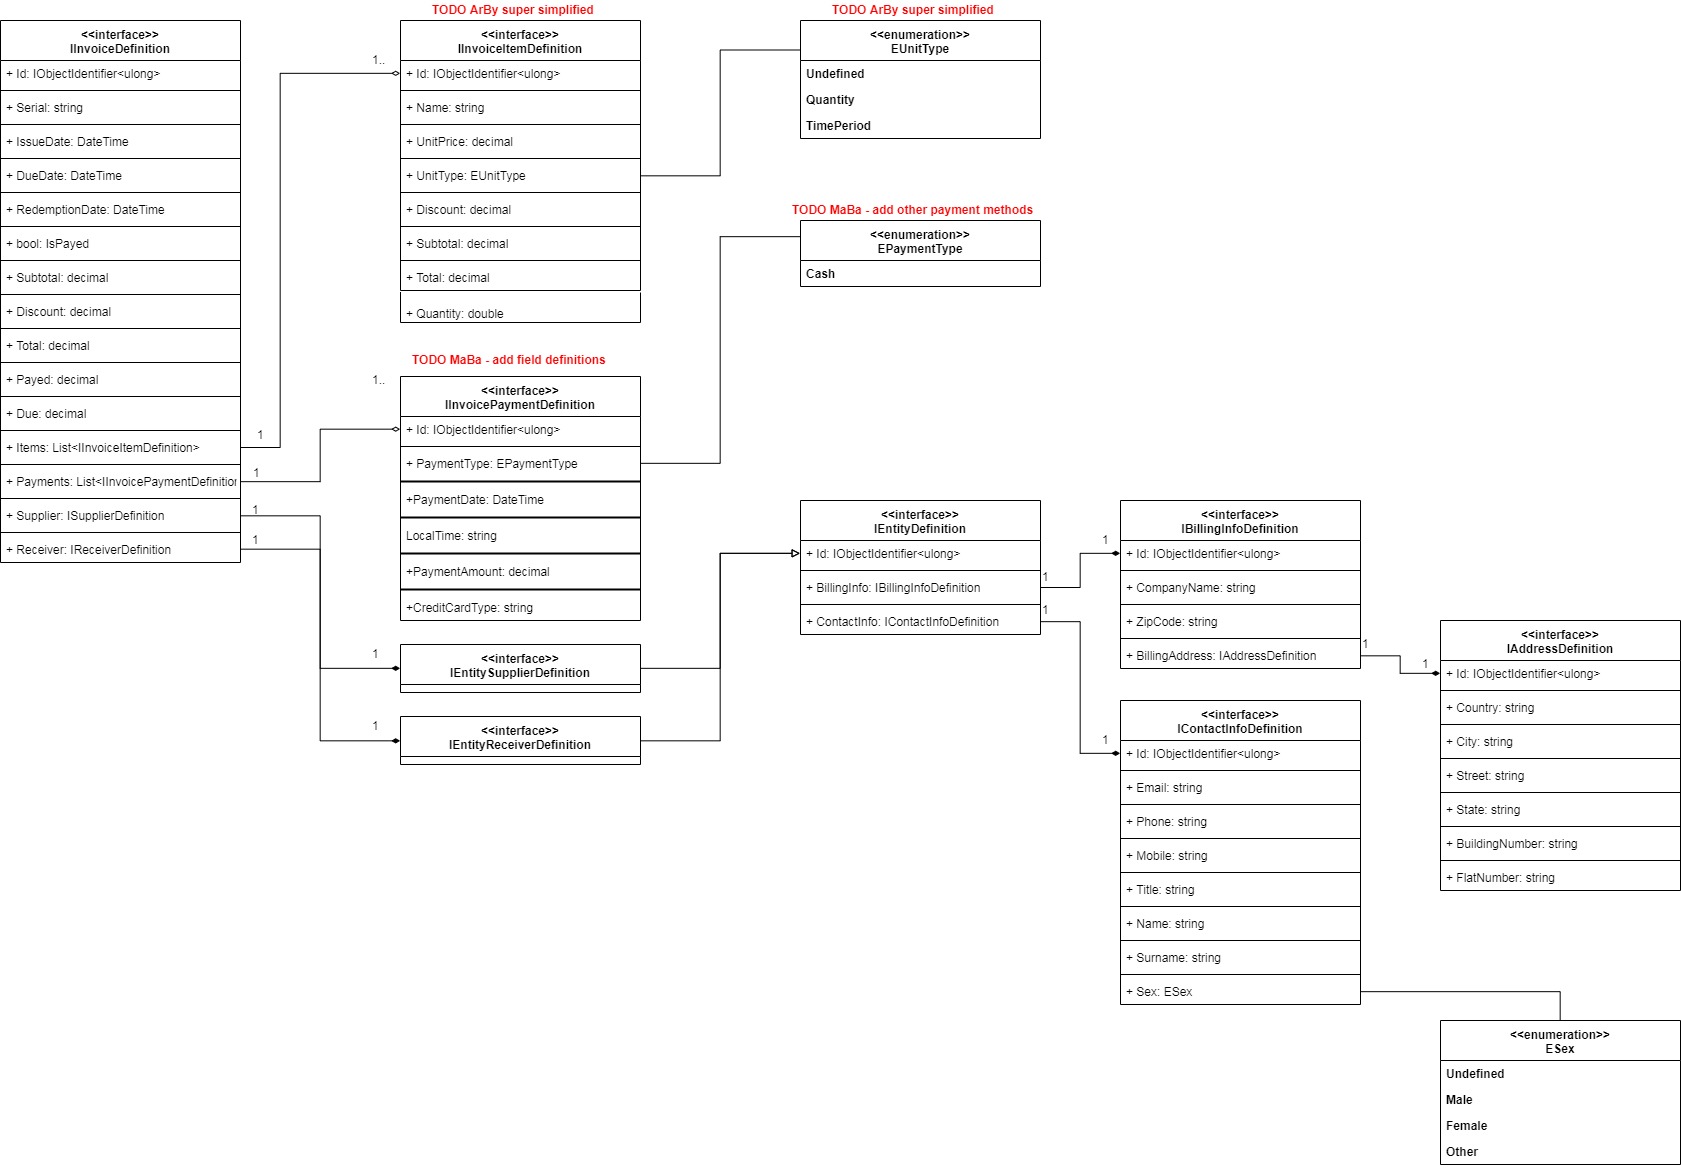 <<interface>>
IInvoiceDefinition
+ Id: IObjectIdentifier<ulong>
+ Serial: string
+ IssueDate: DateTime
+ DueDate: DateTime
+ RedemptionDate: DateTime
+ bool: IsPayed
+ Subtotal: decimal
+ Discount: decimal
+ Total: decimal
+ Payed: decimal
+ Due: decimal
+ Items: List<IInvoiceItemDefinition>
+ Payments: List<IInvoicePaymentDefinition
+ Supplier: ISupplierDefinition
+ Receiver: IReceiverDefinition
1
1
1
1
TODO ArBy super simplified
1..
<<interface>>
IInvoiceItemDefinition
+ Id: IObjectIdentifier<ulong>
+ Name: string
+ UnitPrice: decimal
+ UnitType: EUnitType
+ Discount: decimal
+ Subtotal: decimal
+ Total: decimal
+ Quantity: double
TODO MaBa - add field definitions
1..
<<interface>>
IInvoicePaymentDefinition
+ Id: IObjectIdentifier<ulong>
+ PaymentType: EPaymentType
+PaymentDate: DateTime
LocalTime: string
+PaymentAmount: decimal
+CreditCardType: string
1
<<interface>>
IEntitySupplierDefinition
1
<<interface>>
IEntityReceiverDefinition
TODO ArBy super simplified
<<enumeration>>
EUnitType
Undefined
Quantity
TimePeriod
TODO MaBa - add other payment methods
<<enumeration>>
EPaymentType
Cash
<<interface>>
IEntityDefinition
+ Id: IObjectIdentifier<ulong>
+ BillingInfo: IBillingInfoDefinition
+ ContactInfo: IContactInfoDefinition
1
1
1
<<interface>>
IBillingInfoDefinition
+ Id: IObjectIdentifier<ulong>
+ CompanyName: string
+ ZipCode: string
+ BillingAddress: IAddressDefinition
1
1
<<interface>>
IContactInfoDefinition
+ Id: IObjectIdentifier<ulong>
+ Email: string
+ Phone: string
+ Mobile: string
+ Title: string
+ Name: string
+ Surname: string
+ Sex: ESex
1
<<interface>>
IAddressDefinition
+ Id: IObjectIdentifier<ulong>
+ Country: string
+ City: string
+ Street: string
+ State: string
+ BuildingNumber: string
+ FlatNumber: string
<<enumeration>>
ESex
Undefined
Male
Female
Other